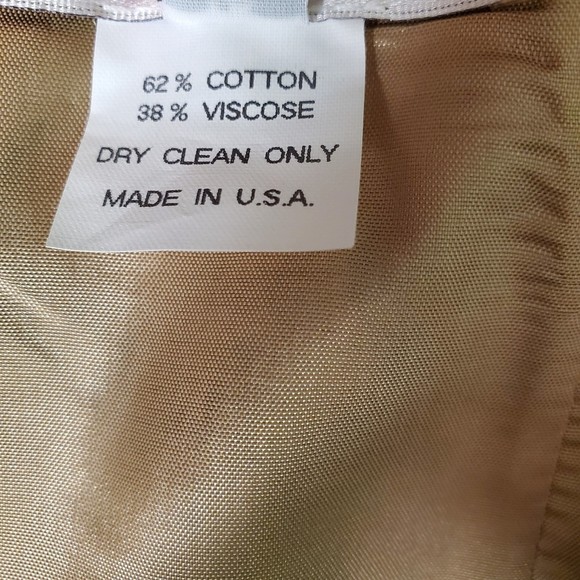 62% COTTON
38% VISCOSE
DRY CLEAN ONLY
MADE IN U.S.A.